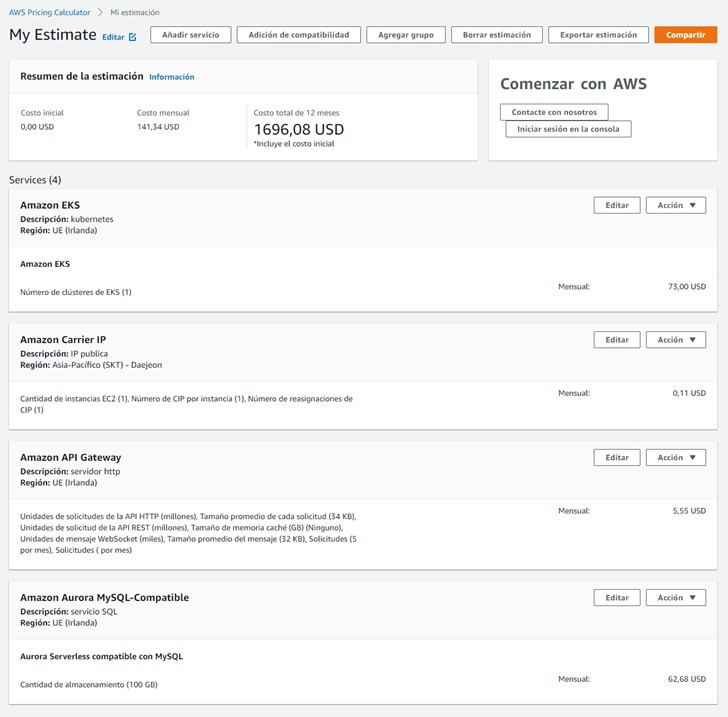 AWS Pricing Calculator > Mi estimación
My Estimate Editar
Añadir servicio Adición de compatibilidad Agregar grupo Borrar estimación Exportar estimación Compartir
Resumen de la estimación Información
Costo inicial
0,00 USD
Costo mensual
141,34 USD
Costo total de 12 meses
1696,08 USD
*Incluye el costo inicial
Comenzar con AWS
Contacte con nosotros
Iniciar sesión en la consola
Services (4)
Amazon EKS
Editar Acción ▼
Descripción: kubernetes
Región: UE (Irlanda)
Amazon EKS
Número de clústeres de EKS (1)
Mensual: 73,00 USD
Amazon Carrier IP
Editar Acción ▼
Descripción: IP publica
Región: Asia-Pacífico (SKT) - Daejeon
Cantidad de instancias EC2 (1), Número de CIP por instancia (1), Número de reasignaciones de
CIP (1)
Mensual: 0,11 USD
Amazon API Gateway
Editar Acción ▼
Descripción: servidor http
Región: UE (Irlanda)
Unidades de solicitudes de la API HTTP (millones), Tamaño promedio de cada solicitud (34 KB),
Unidades de solicitud de la API REST (millones), Tamaño de memoria caché (GB) (Ninguno),
Unidades de mensaje WebSocket (miles), Tamaño promedio del mensaje (32 KB), Solicitudes (5
por mes), Solicitudes ( por mes)
Mensual: 5,55 USD
Amazon Aurora MySQL-Compatible
Editar Acción ▼
Descripción: servicio SQL
Región: UE (Irlanda)
Aurora Serverless compatible con MySQL
Cantidad de almacenamiento (100 GB)
Mensual: 62,68 USD